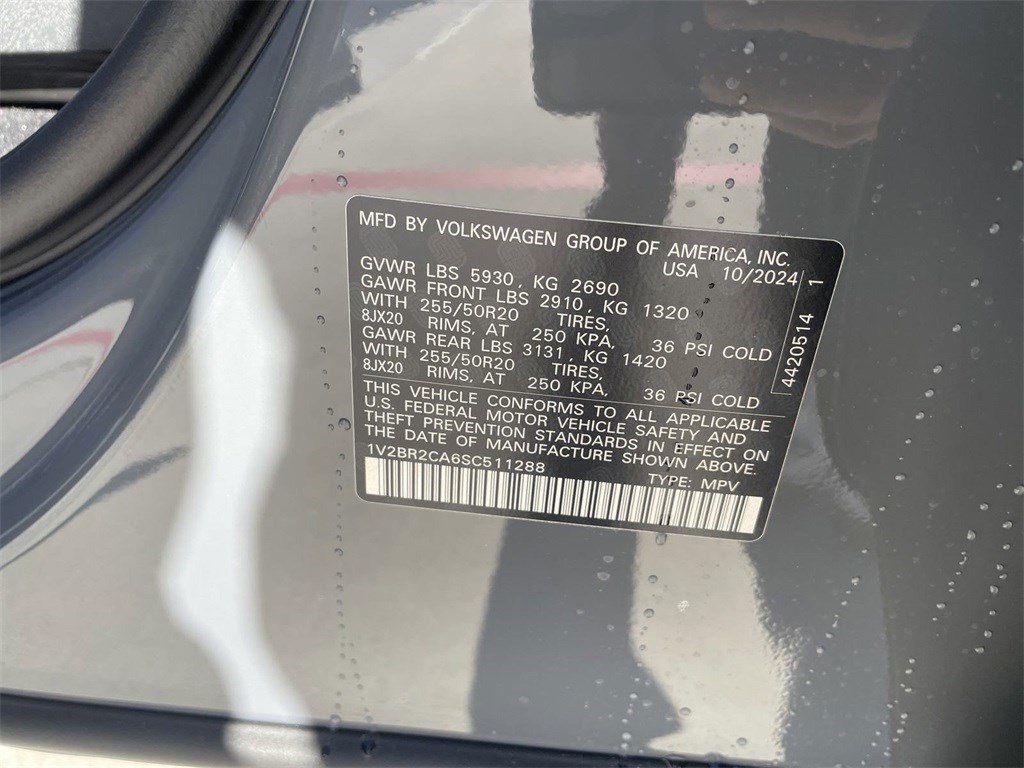 MFD BY VOLKSWAGEN GROUP OF AMERICA, INC.
USA 10/2024
GVWR LBS 5930, KG 2690
GAWR FRONT LBS 2910, KG 1320
WITH 255/50R20 TIRES,
8JX20 RIMS, AT 250 KPA, 36 PSI COLD
GAWR REAR LBS 3131, KG 1420
WITH 255/50R20 TIRES,
8JX20 RIMS, AT 250 KPA, 36 PSI COLD
THIS VEHICLE CONFORMS TO ALL APPLICABLE
U.S. FEDERAL MOTOR VEHICLE SAFETY AND
THEFT PREVENTION STANDARDS IN EFFECT ON
THE DATE OF MANUFACTURE SHOWN ABOVE.
1V2BR2CA6SC511288 TYPE: MPV
4420514 1